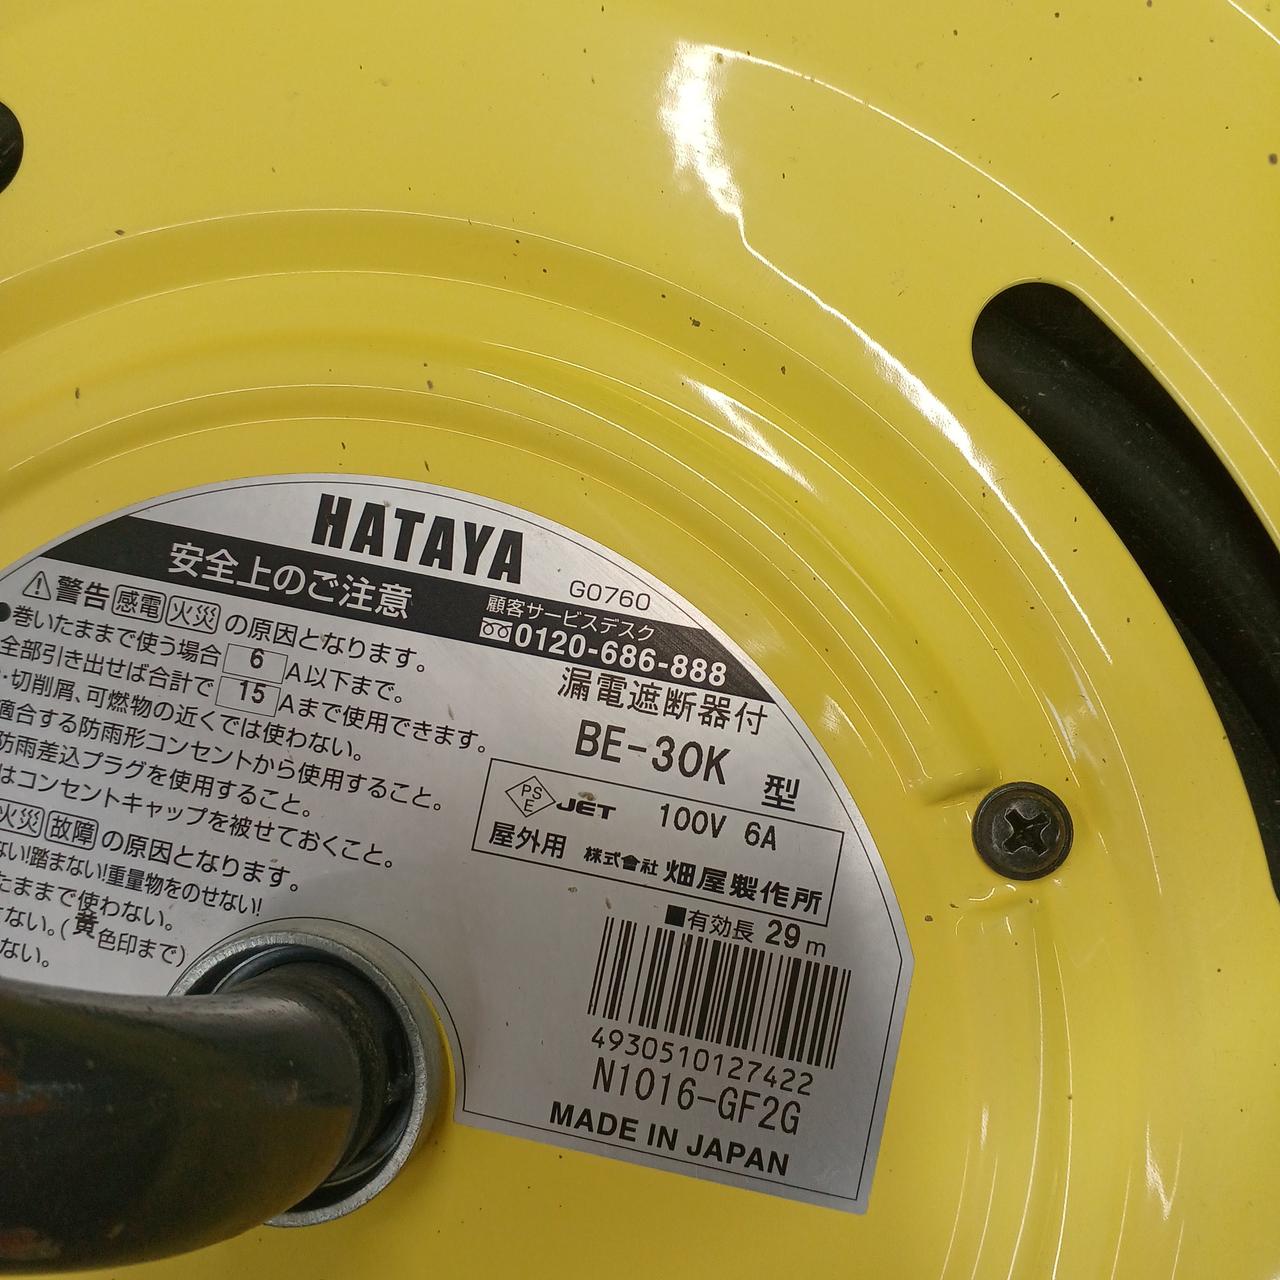 HATAYA
G0760
安全上のご注意
顧客サービスデスク
0120-686-888
⚠警告 感電 火災 の原因となります。
●巻いたままで使う場合 6 A以下まで。
全部引き出せば合計で 15 Aまで使用できます。
・切削屑、可燃物の近くでは使わない。
適合する防雨形コンセントから使用すること。
防雨差込プラグを使用すること。
はコンセントキャップを被せておくこと。
火災 故障 の原因となります。
ない!踏まない!重量物をのせない!
たままで使わない。
ない。(黄色印まで)
ない。
漏電遮断器付
BE-30K 型
PSE JET 100V 6A
屋外用 株式会社 畑屋製作所
■有効長 29m
4930510127422
N1016-GF2G
MADE IN JAPAN